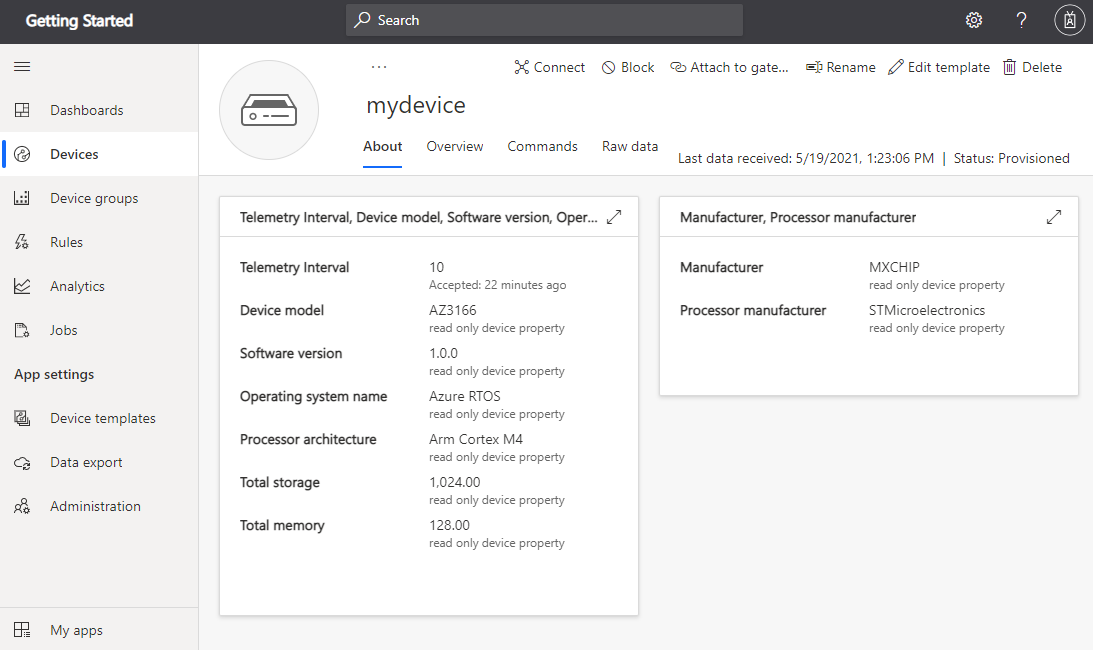 Getting Started
Search
Dashboards
Devices
Device groups
Rules
Analytics
Jobs
App settings
Device templates
Data export
Administration
My apps
...
Connect
Block
Attach to gate...
Rename
Edit template
Delete
mydevice
About
Overview
Commands
Raw data
Last data received: 5/19/2021, 1:23:06 PM | Status: Provisioned
Telemetry Interval, Device model, Software version, Oper...
Telemetry Interval 10
Accepted: 22 minutes ago
Device model AZ3166
read only device property
Software version 1.0.0
read only device property
Operating system name Azure RTOS
read only device property
Processor architecture Arm Cortex M4
read only device property
Total storage 1,024.00
read only device property
Total memory 128.00
read only device property
Manufacturer, Processor manufacturer
Manufacturer MXCHIP
read only device property
Processor manufacturer STMicroelectronics
read only device property